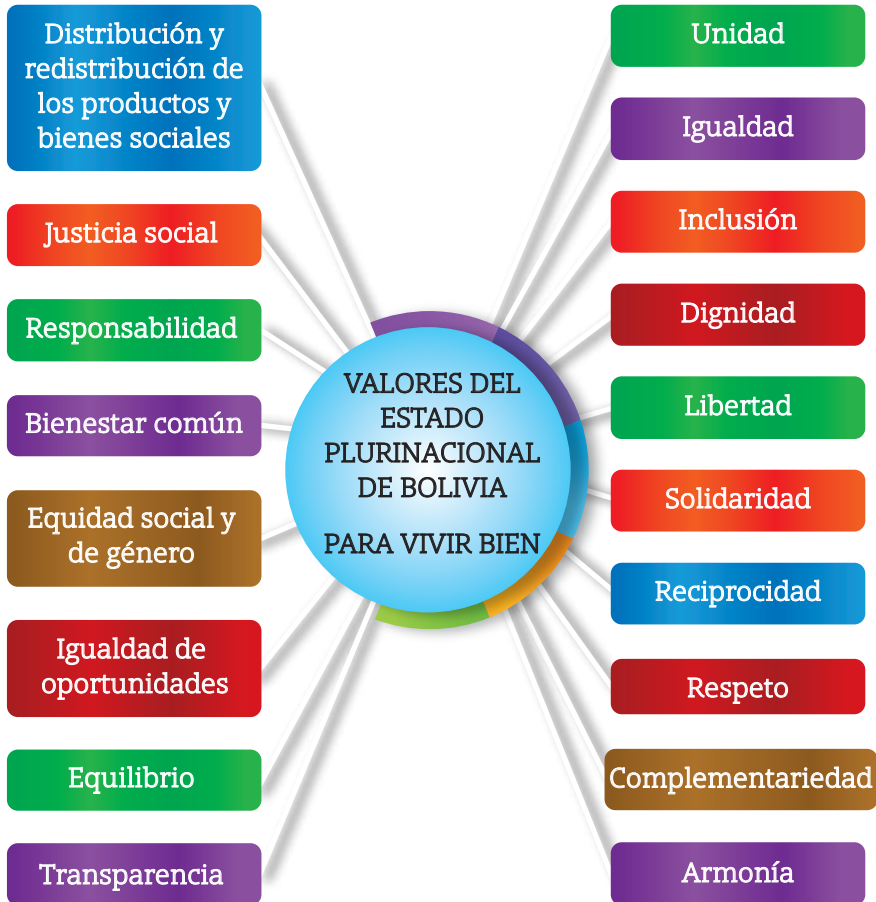 Distribución y
redistribución de
los productos y
bienes sociales
Justicia social
Responsabilidad
Bienestar común
Equidad social y
de género
Igualdad de
oportunidades
Equilibrio
Transparencia
VALORES DEL
ESTADO
PLURINACIONAL
DE BOLIVIA
PARA VIVIR BIEN
Unidad
Igualdad
Inclusión
Dignidad
Libertad
Solidaridad
Reciprocidad
Respeto
Complementariedad
Armonía